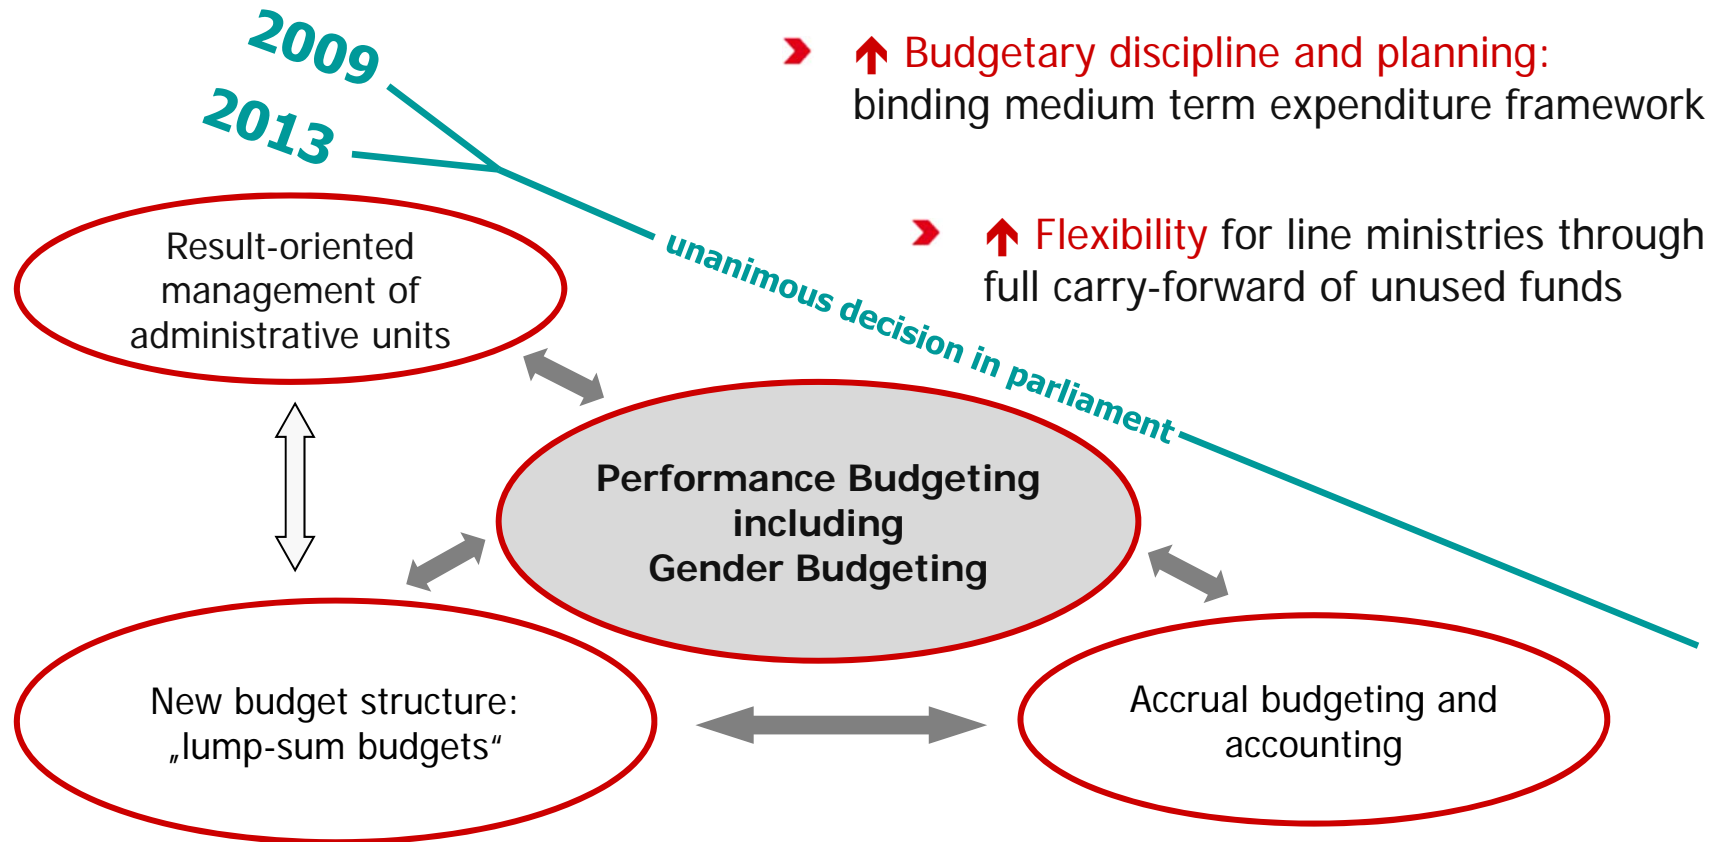 2009
2013
Budgetary discipline and planning:
binding medium term expenditure framework
Flexibility for line ministries through
full carry-forward of unused funds
unanimous decision in parliament
Result-oriented
management of
administrative units
Performance Budgeting
including
Gender Budgeting
New budget structure:
„lump-sum budgets“
Accrual budgeting and
accounting